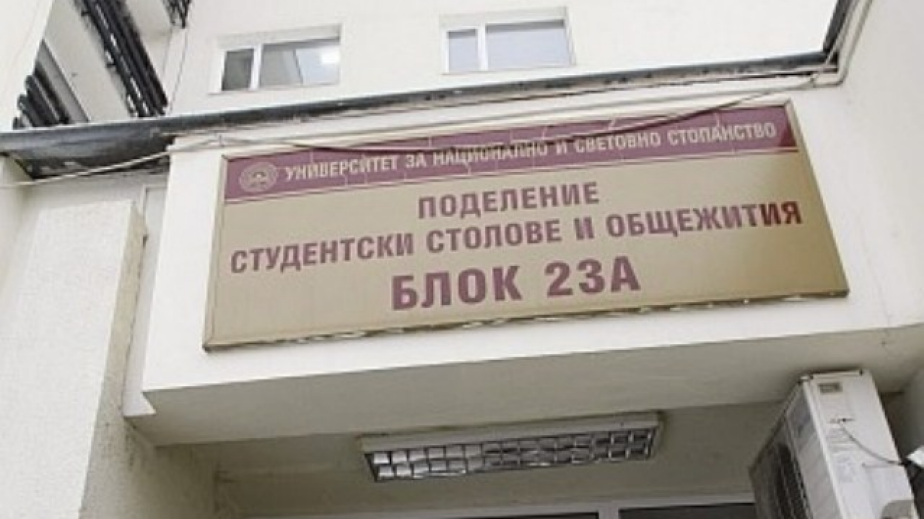 УНИВЕРСИТЕТ ЗА НАЦИОНАЛНО И СВЕТОВНО СТОПАНСТВО
ПОДЕЛЕНИЕ
СТУДЕНТСКИ СТОЛОВЕ И ОБЩЕЖИТИЯ
БЛОК 23А